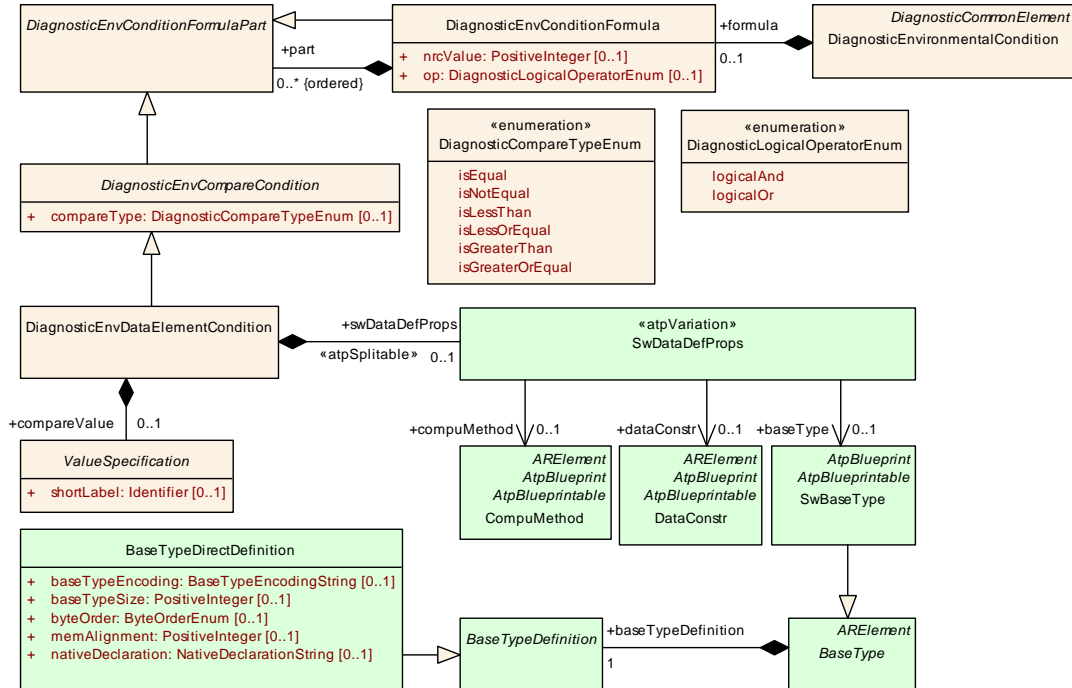 DiagnosticEnvConditionFormulaPart
+part
0..* {ordered}
DiagnosticEnvConditionFormula
+ nrcValue: PositiveInteger [0..1]
+ op: DiagnosticLogicalOperatorEnum [0..1]
+formula
0..1
DiagnosticCommonElement
DiagnosticEnvironmentalCondition
«enumeration»
DiagnosticCompareTypeEnum
isEqual
isNotEqual
isLessThan
isLessOrEqual
isGreaterThan
isGreaterOrEqual
«enumeration»
DiagnosticLogicalOperatorEnum
logicalAnd
logicalOr
DiagnosticEnvCompareCondition
+ compareType: DiagnosticCompareTypeEnum [0..1]
DiagnosticEnvDataElementCondition
+swDataDefProps
«atpSplitable» 0..1
«atpVariation»
SwDataDefProps
+compareValue 0..1
ValueSpecification
+ shortLabel: Identifier [0..1]
+compuMethod 0..1
+dataConstr 0..1
+baseType 0..1
ARElement
AtpBlueprint
AtpBlueprintable
CompuMethod
ARElement
AtpBlueprint
AtpBlueprintable
DataConstr
AtpBlueprint
AtpBlueprintable
SwBaseType
BaseTypeDirectDefinition
+ baseTypeEncoding: BaseTypeEncodingString [0..1]
+ baseTypeSize: PositiveInteger [0..1]
+ byteOrder: ByteOrderEnum [0..1]
+ memAlignment: PositiveInteger [0..1]
+ nativeDeclaration: NativeDeclarationString [0..1]
BaseTypeDefinition
+baseTypeDefinition
1
ARElement
BaseType